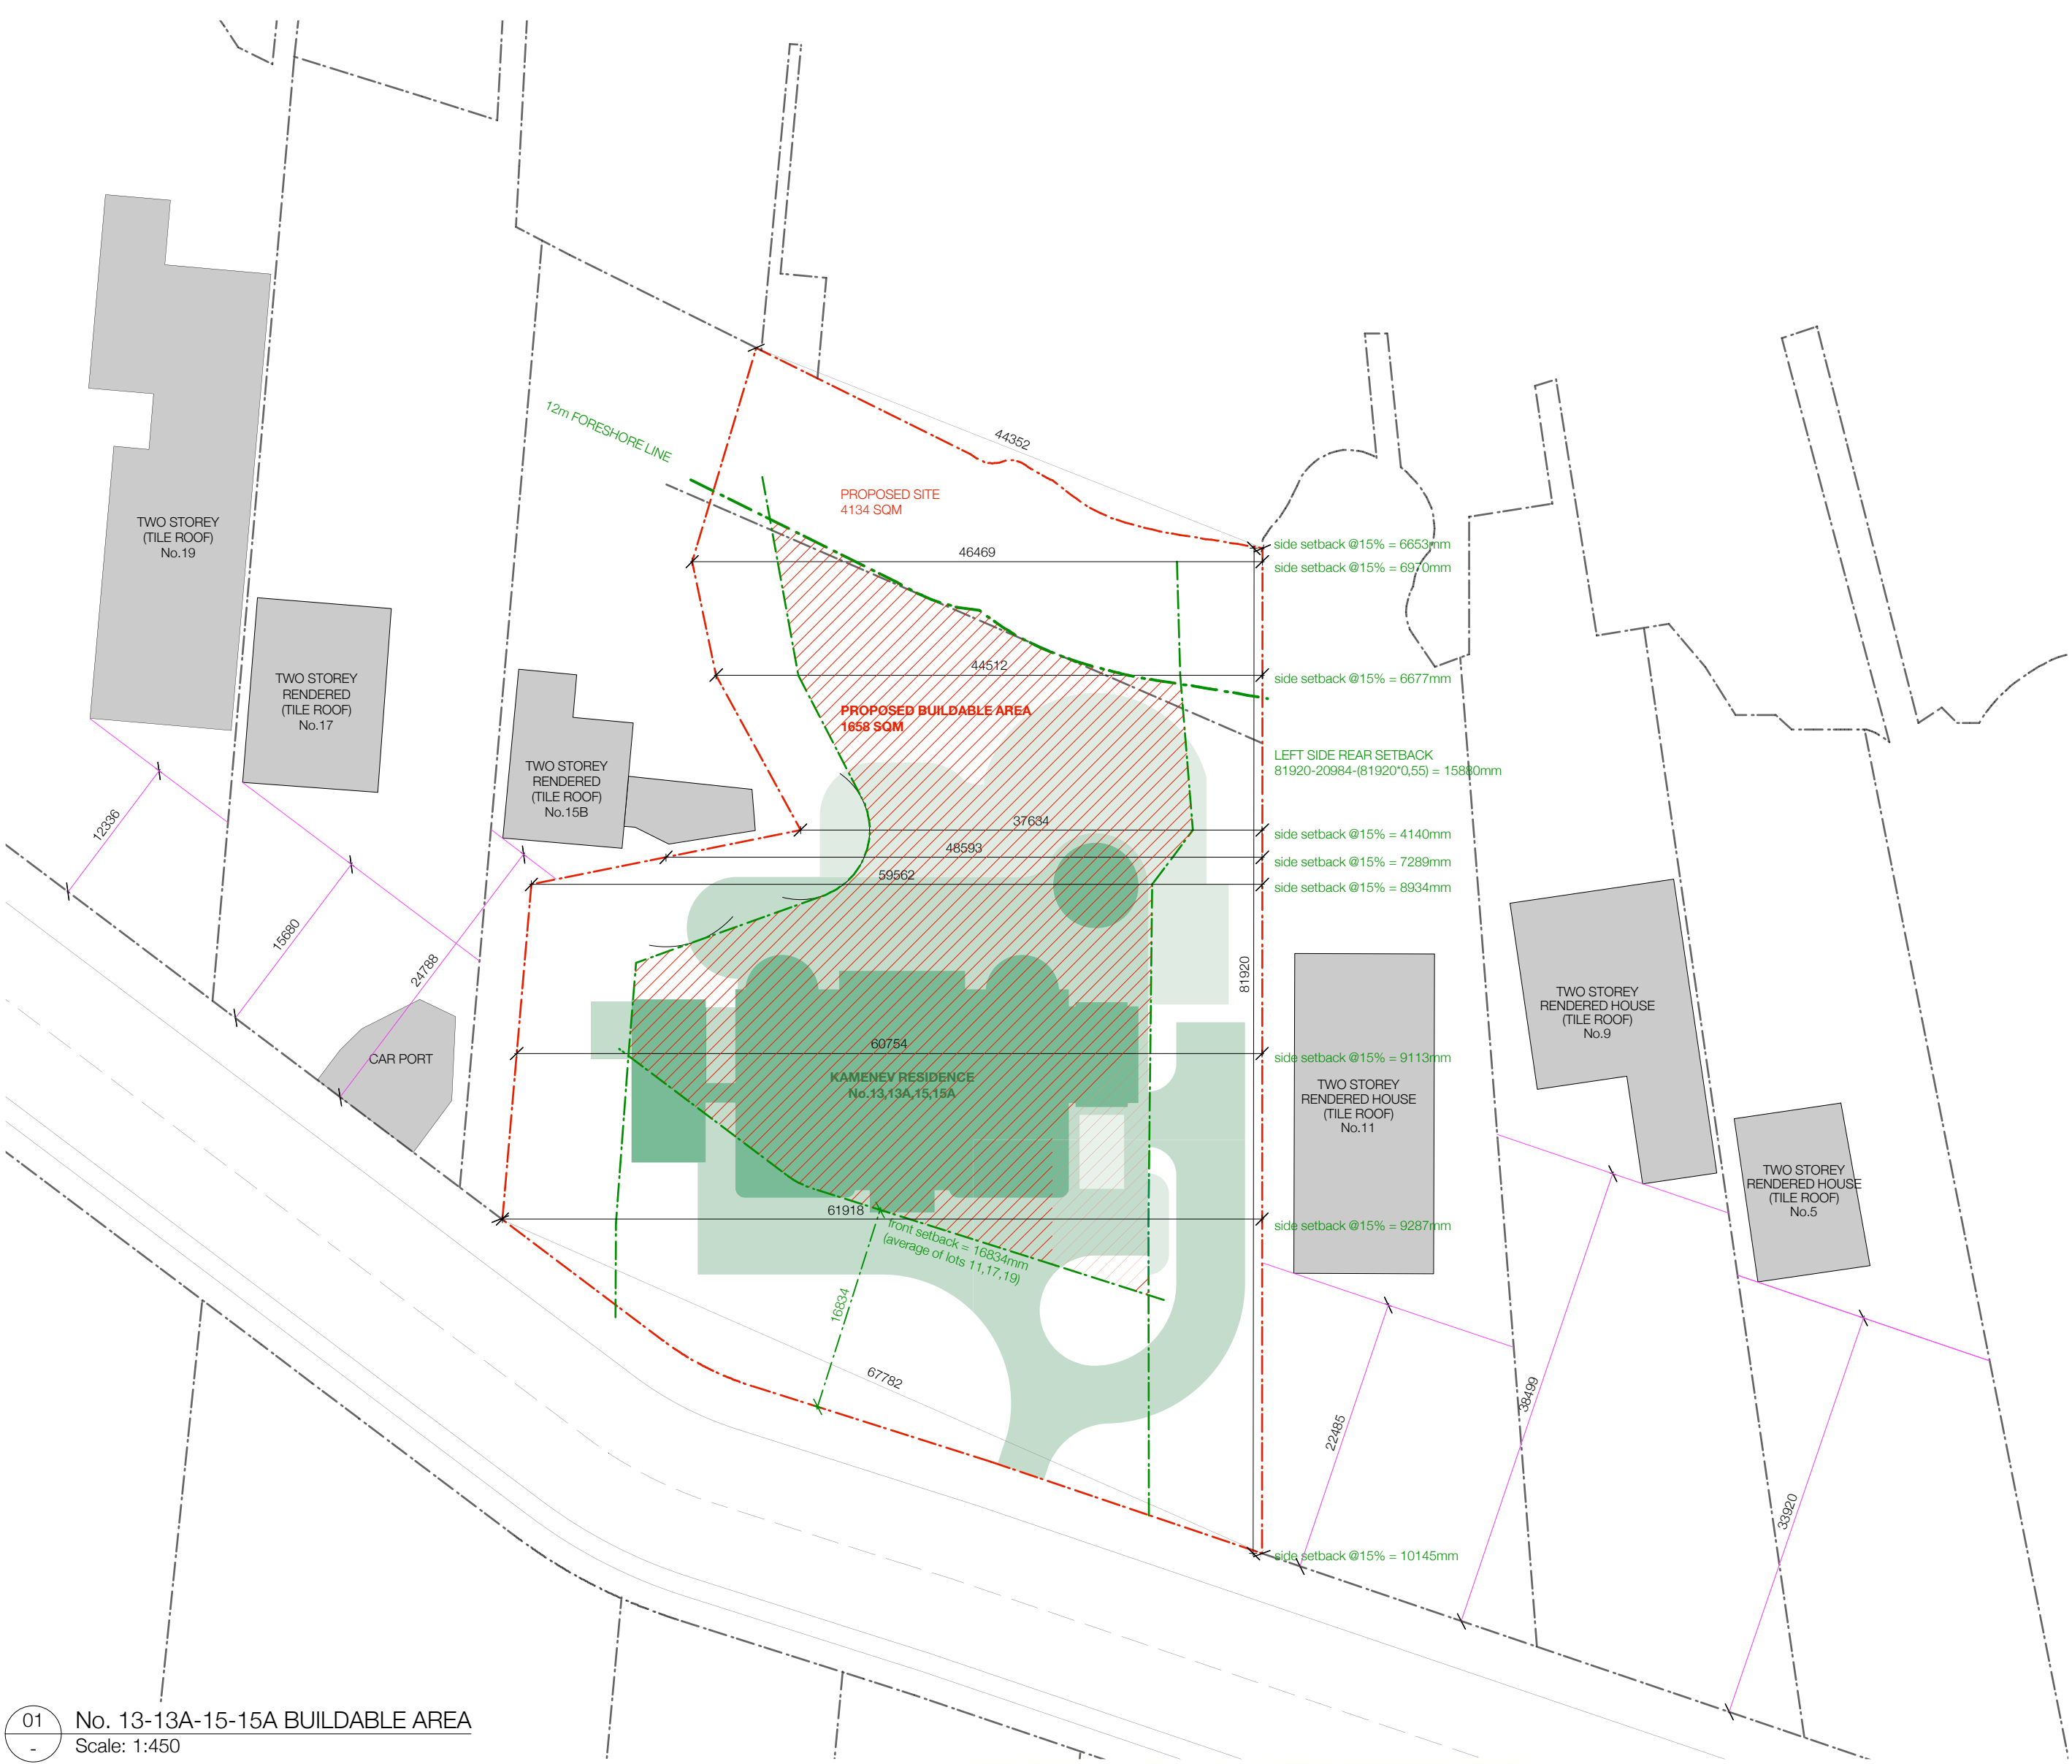 44352
12m FORESHORE LINE
PROPOSED SITE
4134 SQM
TWO STOREY
(TILE ROOF)
No.19
side setback @15% = 6653mm
46469
side setback @15% = 6970mm
44512
side setback @15% = 6677mm
TWO STOREY
RENDERED
(TILE ROOF)
No.17
PROPOSED BUILDABLE AREA
1658 SQM
LEFT SIDE REAR SETBACK
81920-20984-(81920*0,55) = 15880mm
TWO STOREY
RENDERED
(TILE ROOF)
No.15B
12336
37634
side setback @15% = 4140mm
48593
side setback @15% = 7289mm
59562
side setback @15% = 8934mm
15680
24788
81920
CAR PORT
60754
side setback @15% = 9113mm
KAMENEV RESIDENCE
No.13,13A,15,15A
TWO STOREY
RENDERED HOUSE
(TILE ROOF)
No.11
TWO STOREY
RENDERED HOUSE
(TILE ROOF)
No.9
TWO STOREY
RENDERED HOUSE
(TILE ROOF)
No.5
61918
side setback @15% = 9287mm
front setback = 16834mm
(average of lots 11,17,19)
16834
67782
22485
38499
33920
side setback @15% = 10145mm
01
-
No. 13-13A-15-15A BUILDABLE AREA
Scale: 1:450